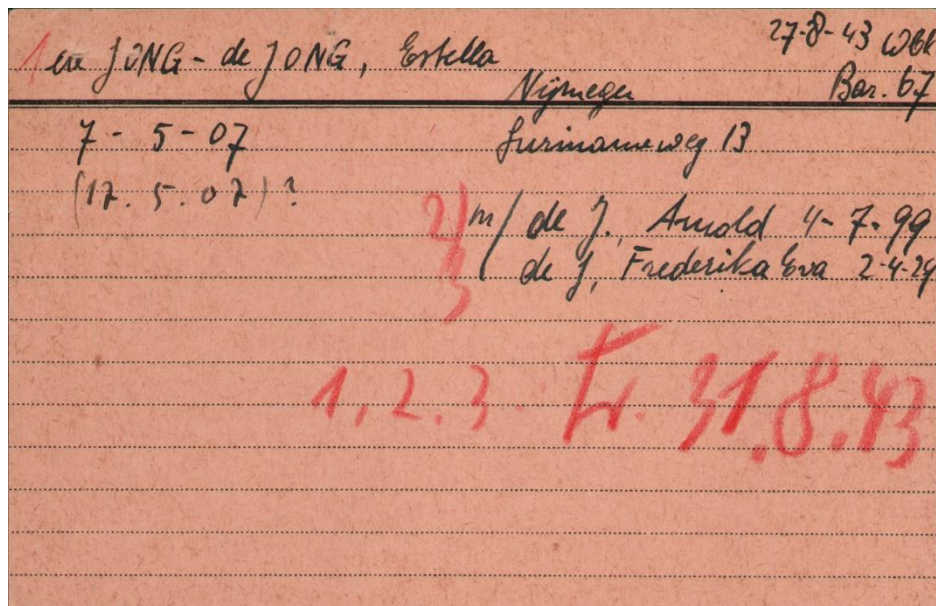 27-8-43 WBK
1 de JONG - de JONG, Estella
Nijmegen Bar. 67
7 - 5 - 07 Surinameweg 13
(17. 5. 07)?
2) m/ de J., Arnold 4-7-99
3 de J, Frederika Eva 2-4-29
1, 2. 3. Tr. 31.8.43